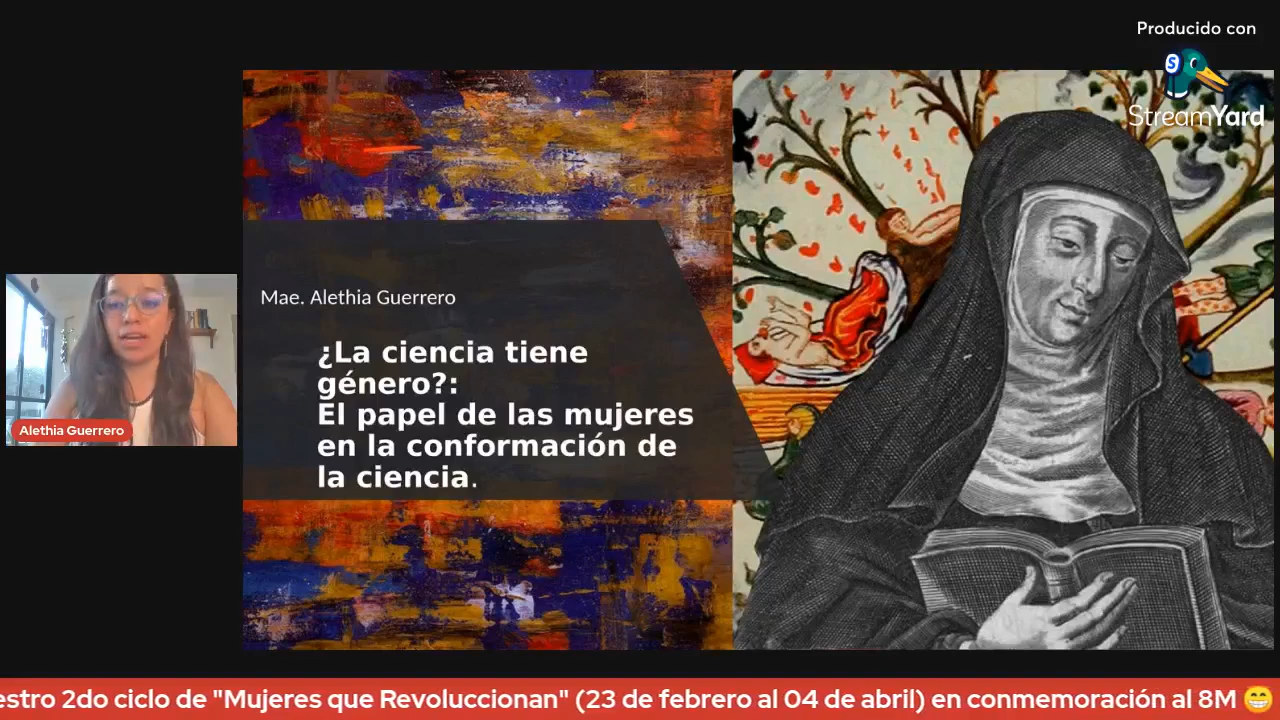 Producido con
StreamYard
Mae. Alethia Guerrero
¿La ciencia tiene
género?:
El papel de las mujeres
en la conformación de
la ciencia.
Alethia Guerrero
estro 2do ciclo de "Mujeres que Revoluccionan" (23 de febrero al 04 de abril) en conmemoración al 8M 😁